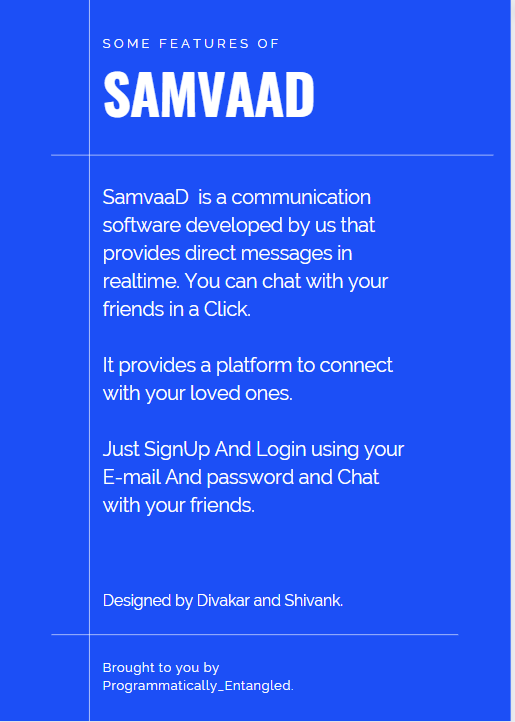 SOME FEATURES OF
SAMVAAD
SamvaaD is a communication
software developed by us that
provides direct messages in
realtime. You can chat with your
friends in a Click.
It provides a platform to connect
with your loved ones.
Just SignUp And Login using your
E-mail And password and Chat
with your friends.
Designed by Divakar and Shivank.
Brought to you by
Programmatically_Entangled.